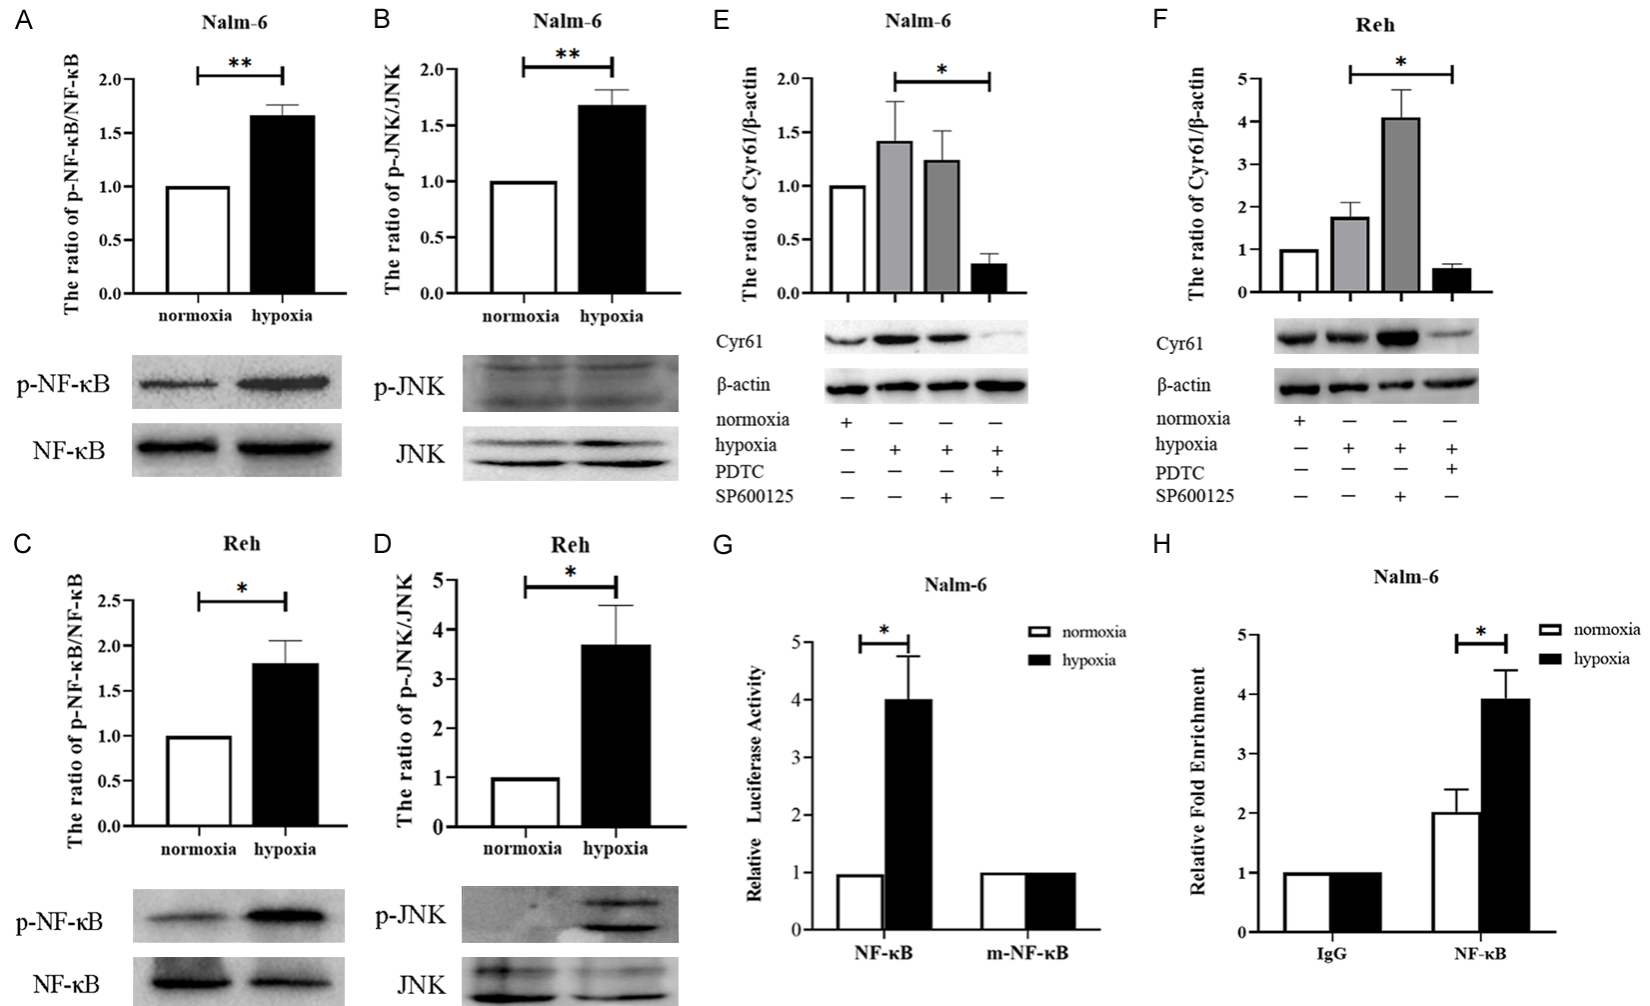 A
Nalm-6
**
The ratio of p-NF-κB/NF-κB
2.0
1.5
1.0
0.5
0.0
normoxia hypoxia
p-NF-κB
NF-κB
B
Nalm-6
**
The ratio of p-JNK/JNK
2.0
1.5
1.0
0.5
0.0
normoxia hypoxia
p-JNK
JNK
E
Nalm-6
*
The ratio of Cyr61/β-actin
2.0
1.5
1.0
0.5
0.0
Cyr61
β-actin
normoxia + − − −
hypoxia − + + +
PDTC − − − +
SP600125 − − + −
F
Reh
*
The ratio of Cyr61/β-actin
5
4
3
2
1
0
Cyr61
β-actin
normoxia + − − −
hypoxia − + + +
PDTC − − − +
SP600125 − − + −
C
Reh
*
The ratio of p-NF-κB/NF-κB
2.5
2.0
1.5
1.0
0.5
0.0
normoxia hypoxia
p-NF-κB
NF-κB
D
Reh
*
The ratio of p-JNK/JNK
5
4
3
2
1
0
normoxia hypoxia
p-JNK
JNK
G
Nalm-6
normoxia
hypoxia
*
Relative Luciferase Activity
5
4
3
2
1
0
NF-κB m-NF-κB
H
Nalm-6
normoxia
hypoxia
*
Relative Fold Enrichment
5
4
3
2
1
0
IgG NF-κB